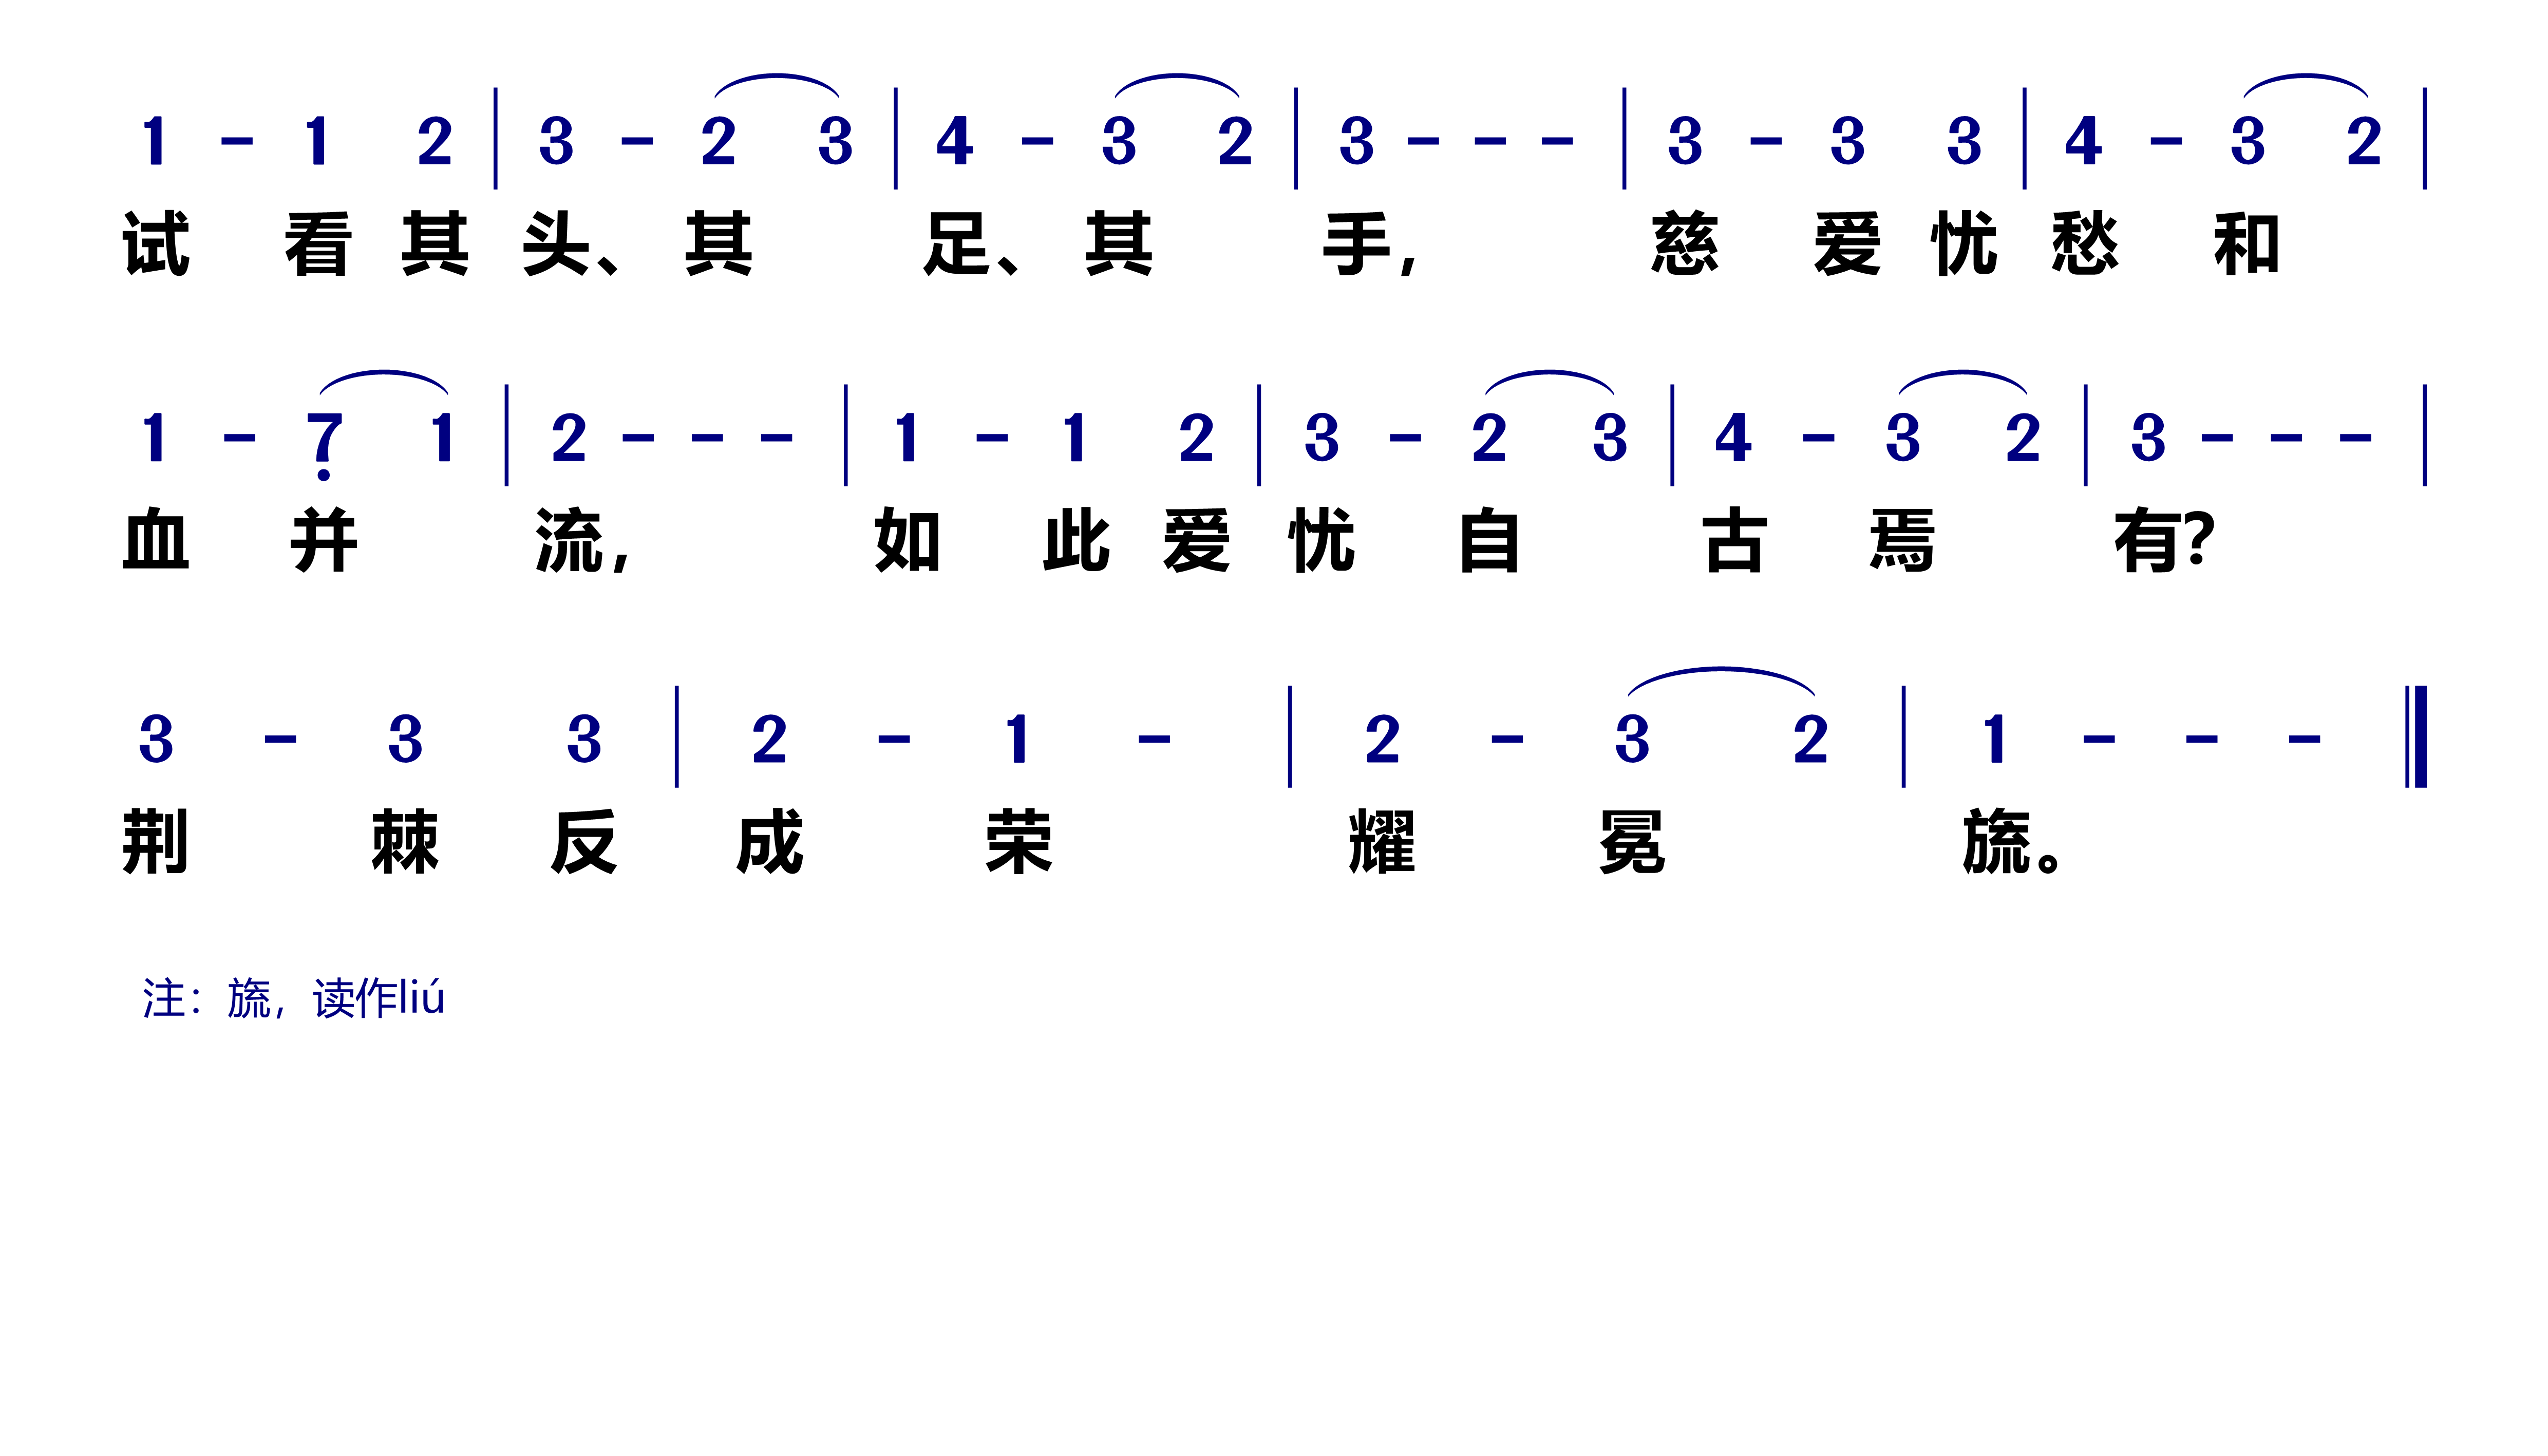 1 - 1 2 | 3 - 2 3 | 4 - 3 2 | 3 - - - | 3 - 3 3 | 4 - 3 2 |
试 看 其 头、其 足、其 手, 慈 爱 忧 愁 和
1 - 7̣ 1 | 2 - - - | 1 - 1 2 | 3 - 2 3 | 4 - 3 2 | 3 - - - |
血 并 流, 如 此 爱 忧 自 古 焉 有?
3 - 3 3 | 2 - 1 - | 2 - 3 2 | 1 - - - ‖
荆 棘 反 成 荣 耀 冕 旒。
注：旒，读作liú